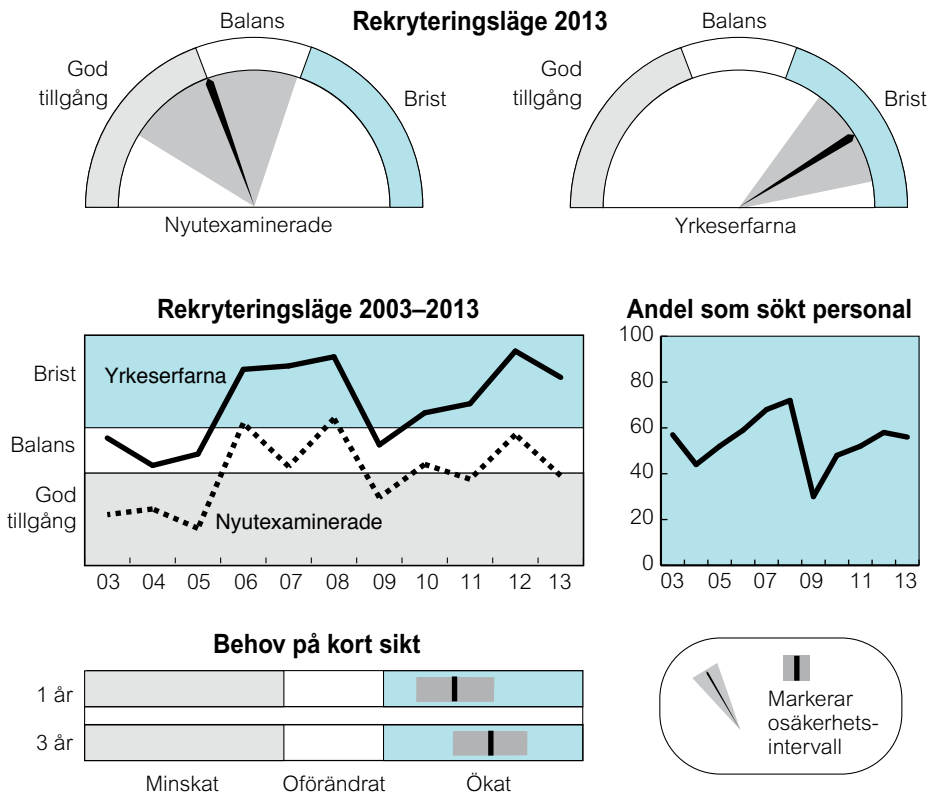 Rekryteringsläge 2013
Balans
God
tillgång
Brist
Nyutexaminerade
Balans
God
tillgång
Brist
Yrkeserfarna
Rekryteringsläge 2003–2013
Brist
Balans
God
tillgång
Yrkeserfarna
Nyutexaminerade
03 04 05 06 07 08 09 10 11 12 13
Andel som sökt personal
100
80
60
40
20
0
03 05 07 09 11 13
Behov på kort sikt
1 år
3 år
Minskat Oförändrat Ökat
Markerar
osäkerhets-
intervall